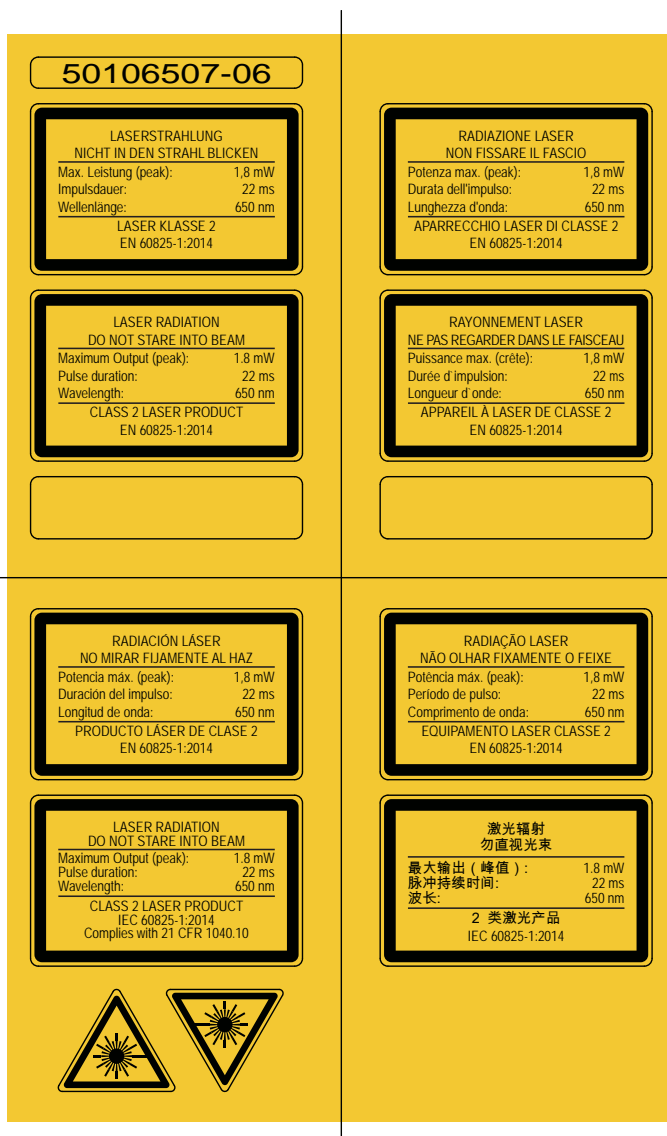 50106507-06
LASERSTRAHLUNG
NICHT IN DEN STRAHL BLICKEN
Max. Leistung (peak): 1,8 mW
Impulsdauer: 22 ms
Wellenlänge: 650 nm
LASER KLASSE 2
EN 60825-1:2014
RADIAZIONE LASER
NON FISSARE IL FASCIO
Potenza max. (peak): 1,8 mW
Durata dell'impulso: 22 ms
Lunghezza d'onda: 650 nm
APARRECCHIO LASER DI CLASSE 2
EN 60825-1:2014
LASER RADIATION
DO NOT STARE INTO BEAM
Maximum Output (peak): 1.8 mW
Pulse duration: 22 ms
Wavelength: 650 nm
CLASS 2 LASER PRODUCT
EN 60825-1:2014
RAYONNEMENT LASER
NE PAS REGARDER DANS LE FAISCEAU
Puissance max. (crête): 1,8 mW
Durée d`impulsion: 22 ms
Longueur d`onde: 650 nm
APPAREIL À LASER DE CLASSE 2
EN 60825-1:2014
RADIACIÓN LÁSER
NO MIRAR FIJAMENTE AL HAZ
Potencia máx. (peak): 1,8 mW
Duración del impulso: 22 ms
Longitud de onda: 650 nm
PRODUCTO LÁSER DE CLASE 2
EN 60825-1:2014
RADIAÇÃO LASER
NÃO OLHAR FIXAMENTE O FEIXE
Potência máx. (peak): 1,8 mW
Período de pulso: 22 ms
Comprimento de onda: 650 nm
EQUIPAMENTO LASER CLASSE 2
EN 60825-1:2014
LASER RADIATION
DO NOT STARE INTO BEAM
Maximum Output (peak): 1.8 mW
Pulse duration: 22 ms
Wavelength: 650 nm
CLASS 2 LASER PRODUCT
IEC 60825-1:2014
Complies with 21 CFR 1040.10
激光辐射
勿直视光束
最大输出（峰值）: 1.8 mW
脉冲持续时间: 22 ms
波长: 650 nm
2 类激光产品
IEC 60825-1:2014